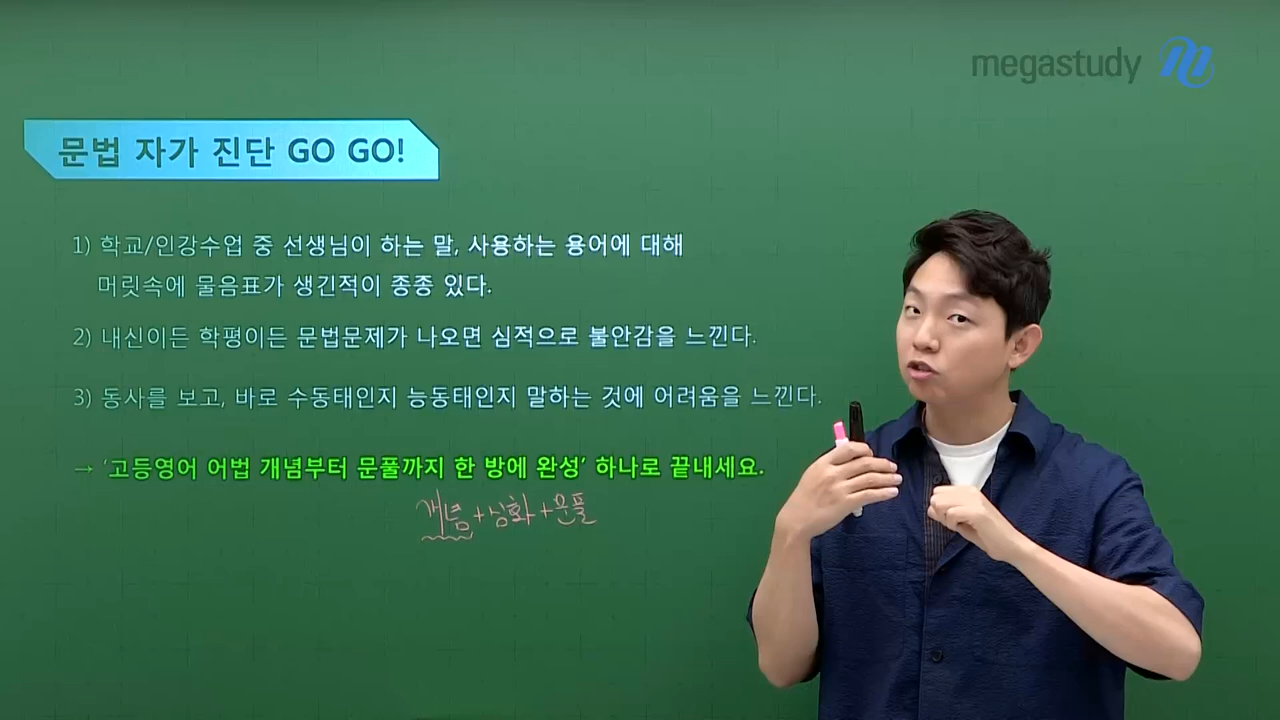 megastudy
문법 자가 진단 GO GO!
1) 학교/인강수업 중 선생님이 하는 말, 사용하는 용어에 대해
머릿속에 물음표가 생긴적이 종종 있다.
2) 내신이든 학평이든 문법문제가 나오면 심적으로 불안감을 느낀다.
3) 동사를 보고, 바로 수동태인지 능동태인지 말하는 것에 어려움을 느낀다.
→ ‘고등영어 어법 개념부터 문풀까지 한 방에 완성’ 하나로 끝내세요.
개념+심화+문풀